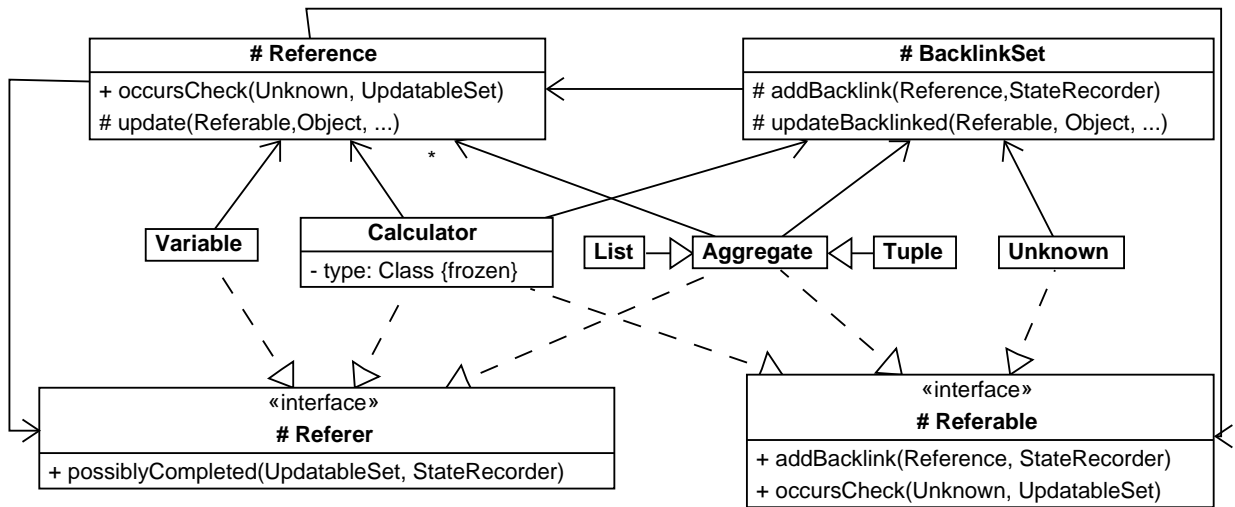 # Reference
+ occursCheck(Unknown, UpdatableSet)
# update(Referable,Object, ...)
# BacklinkSet
# addBacklink(Reference,StateRecorder)
# updateBacklinked(Referable, Object, ...)
*
Variable
Calculator
- type: Class {frozen}
List
Aggregate
Tuple
Unknown
«interface»
# Referer
+ possiblyCompleted(UpdatableSet, StateRecorder)
«interface»
# Referable
+ addBacklink(Reference, StateRecorder)
+ occursCheck(Unknown, UpdatableSet)